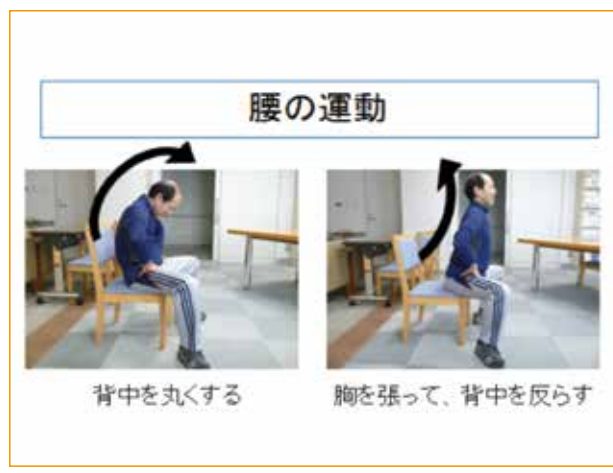 腰の運動
背中を丸くする
胸を張って、背中を反らす